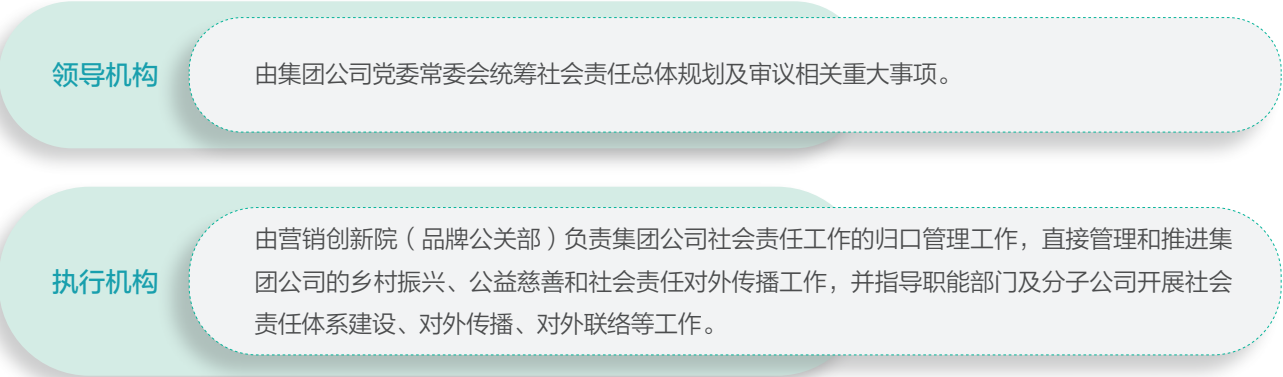 领导机构
由集团公司党委常委会统筹社会责任总体规划及审议相关重大事项。
执行机构
由营销创新院（品牌公关部）负责集团公司社会责任工作的归口管理工作，直接管理和推进集
团公司的乡村振兴、公益慈善和社会责任对外传播工作，并指导职能部门及分子公司开展社会
责任体系建设、对外传播、对外联络等工作。